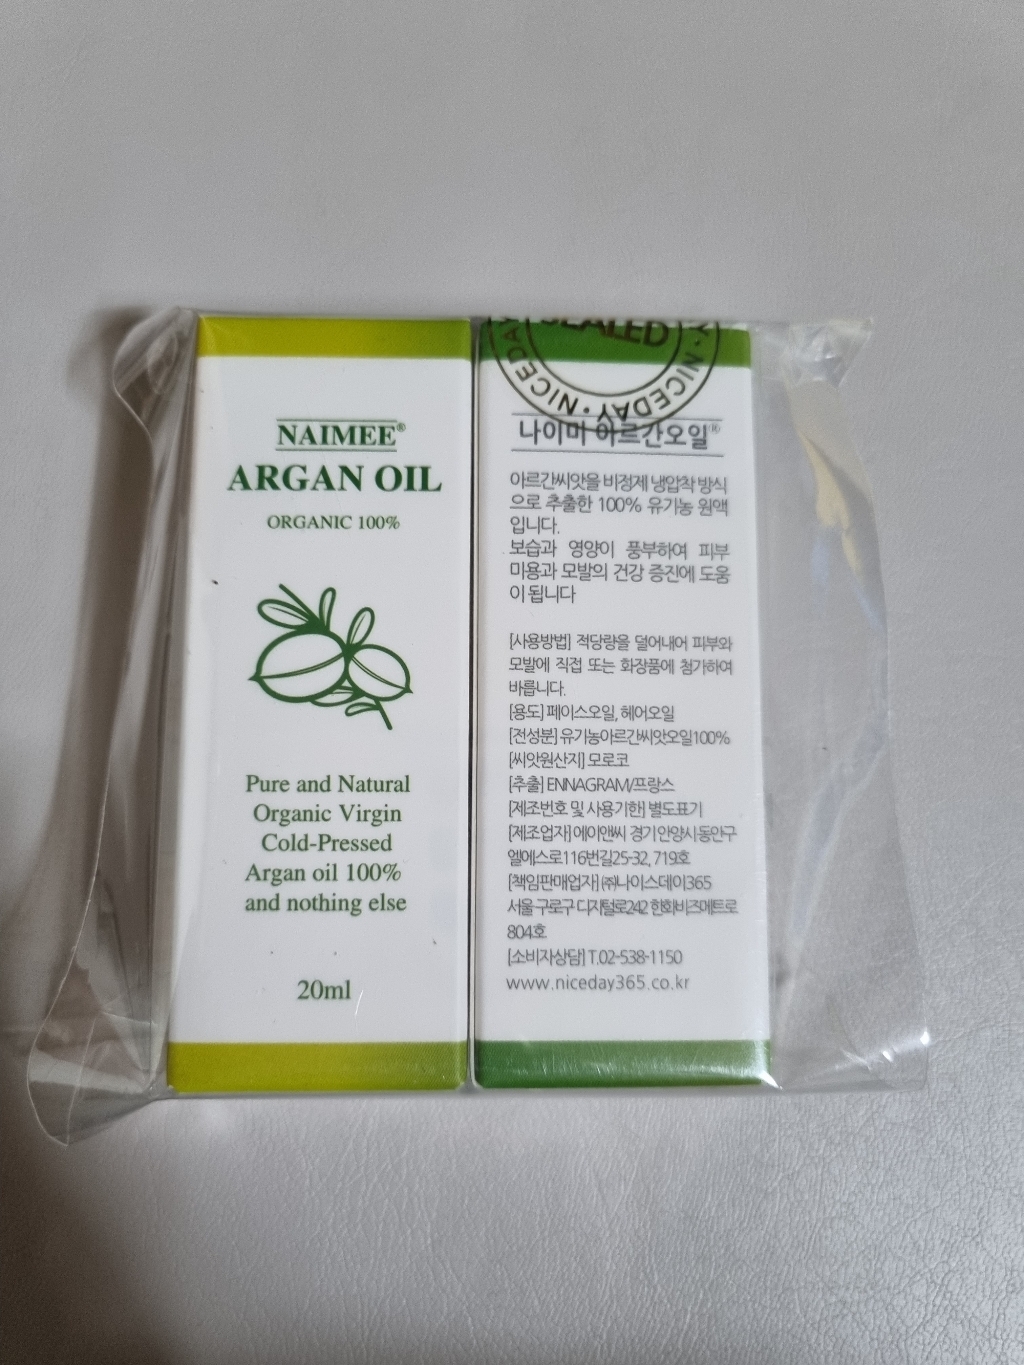 NAIMEE®
ARGAN OIL
ORGANIC 100%
Pure and Natural
Organic Virgin
Cold-Pressed
Argan oil 100%
and nothing else
20ml
SEALED
NICEDAY · NICEDAY · NICEDAY
나이미 아르간오일®
아르간씨앗을 비정제 냉압착 방식
으로 추출한 100% 유기농 원액
입니다.
보습과 영양이 풍부하여 피부
미용과 모발의 건강 증진에 도움
이 됩니다
[사용방법] 적당량을 덜어내어 피부와
모발에 직접 또는 화장품에 첨가하여
바릅니다.
[용도] 페이스오일, 헤어오일
[전성분] 유기농아르간씨앗오일100%
[씨앗원산지] 모로코
[추출] ENNAGRAM/프랑스
[제조번호 및 사용기한] 별도표기
[제조업자] 에이앤씨 경기 안양시 동안구
엘에스로116번길25-32, 719호
[책임판매업자] ㈜나이스데이365
서울 구로구 디지털로242 한화비즈메트로
804호
[소비자상담] T.02-538-1150
www.niceday365.co.kr